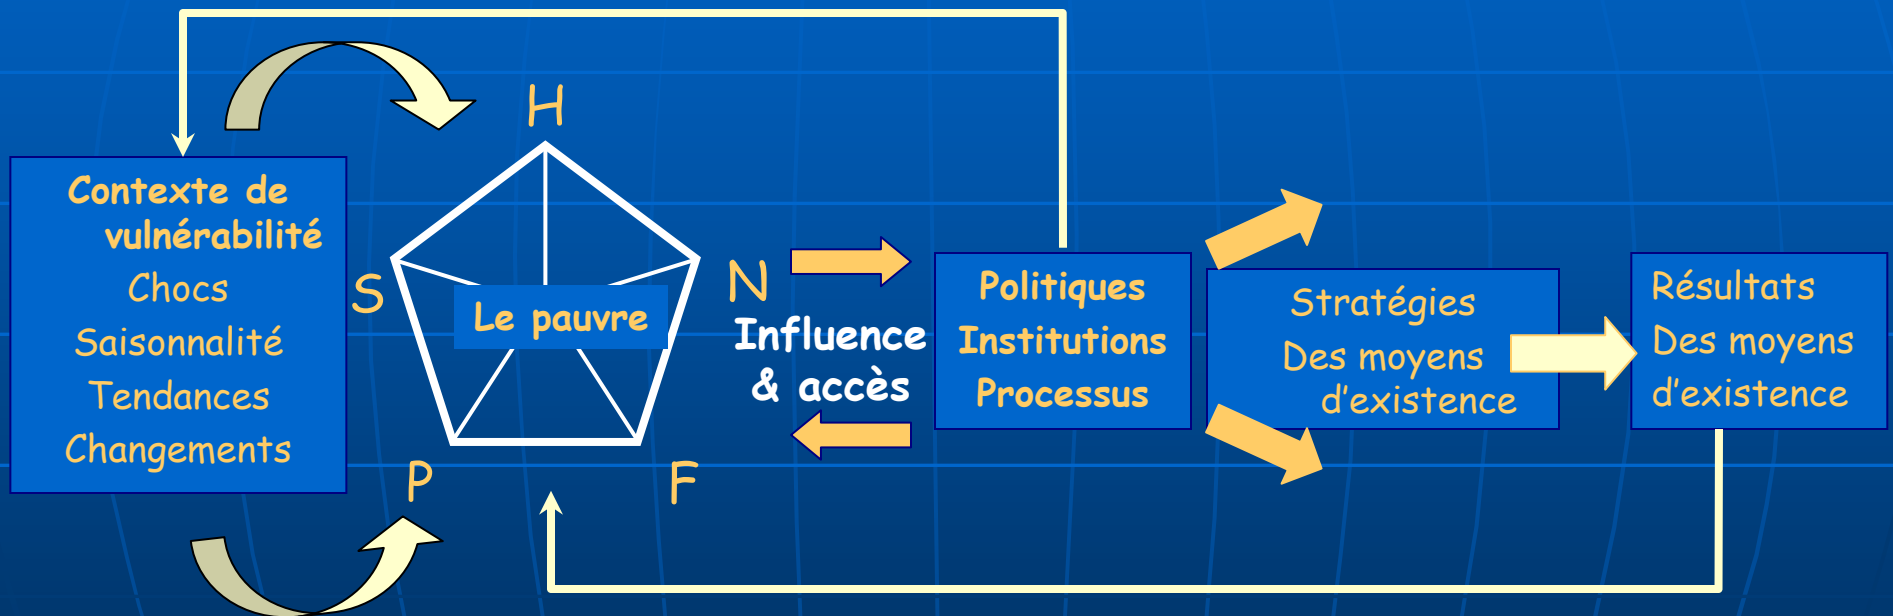 Contexte de
vulnérabilité
Chocs
Saisonnalité
Tendances
Changements
H
S
N
P
F
Le pauvre
Influence
& accès
Politiques
Institutions
Processus
Stratégies
Des moyens
d'existence
Résultats
Des moyens
d'existence